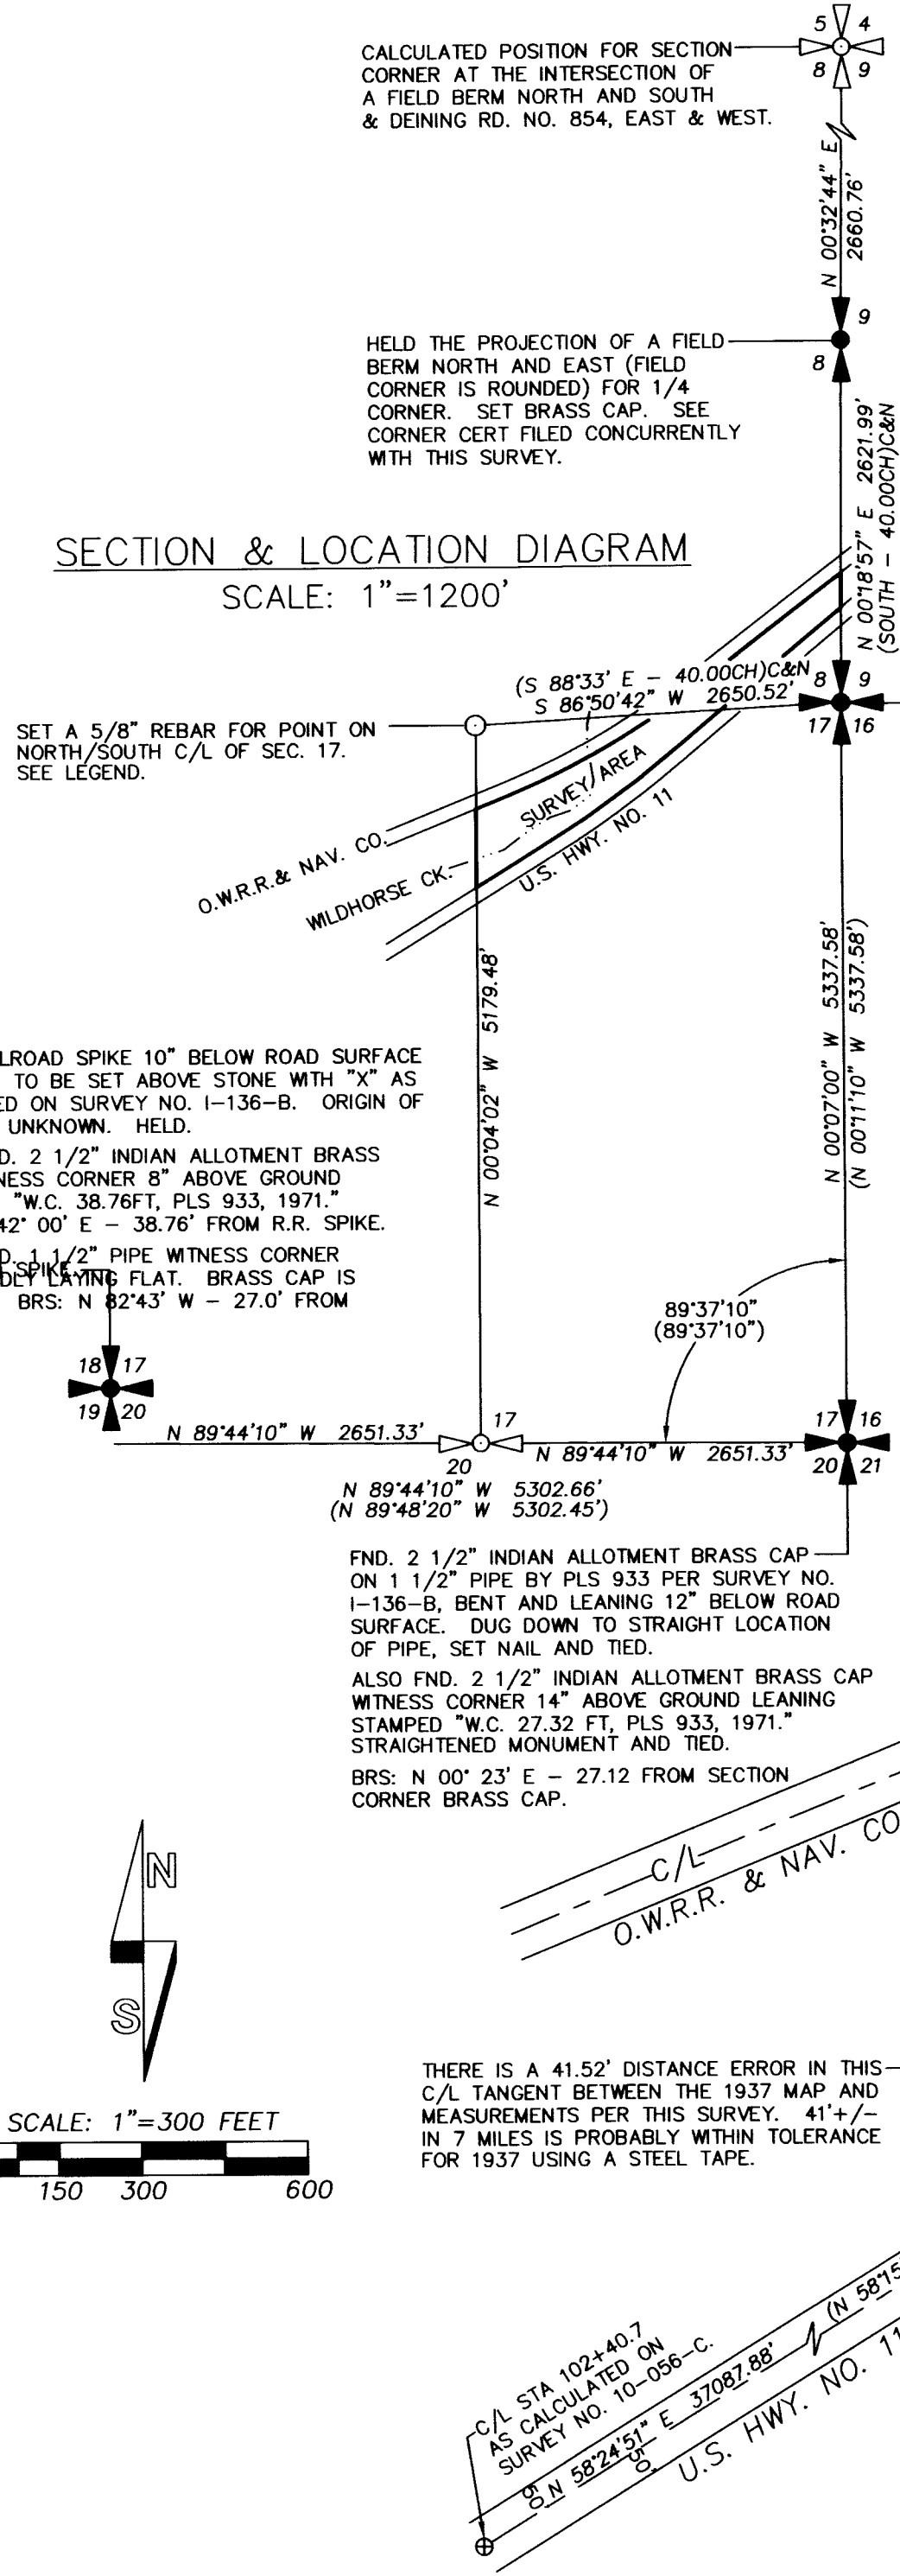 5 4
8 9
CALCULATED POSITION FOR SECTION
CORNER AT THE INTERSECTION OF
A FIELD BERM NORTH AND SOUTH
& DEINING RD. NO. 854, EAST & WEST.
N 00°32'44" E
2660.76'
9
8
HELD THE PROJECTION OF A FIELD
BERM NORTH AND EAST (FIELD
CORNER IS ROUNDED) FOR 1/4
CORNER. SET BRASS CAP. SEE
CORNER CERT FILED CONCURRENTLY
WITH THIS SURVEY.
N 00°18'57" E 2621.99'
(SOUTH - 40.00CH)C&N
SECTION & LOCATION DIAGRAM
SCALE: 1"=1200'
(S 88°33' E - 40.00CH)C&N
S 86°50'42" W 2650.52'
8 9
17 16
SET A 5/8" REBAR FOR POINT ON
NORTH/SOUTH C/L OF SEC. 17.
SEE LEGEND.
SURVEY AREA
O.W.R.R.& NAV. CO.
WILDHORSE CK.
U.S. HWY. NO. 11
N 00°04'02" W 5179.48'
N 00°07'00" W 5337.58'
(N 00°11'10" W 5337.58')
LROAD SPIKE 10" BELOW ROAD SURFACE
TO BE SET ABOVE STONE WITH "X" AS
ED ON SURVEY NO. I-136-B. ORIGIN OF
UNKNOWN. HELD.
D. 2 1/2" INDIAN ALLOTMENT BRASS
NESS CORNER 8" ABOVE GROUND
"W.C. 38.76FT, PLS 933, 1971."
42° 00' E - 38.76' FROM R.R. SPIKE.
D. 1 1/2" PIPE WITNESS CORNER
DLY LAYING FLAT. BRASS CAP IS
SPIKE.
BRS: N 82°43' W - 27.0' FROM
89°37'10"
(89°37'10")
18 17
19 20
N 89°44'10" W 2651.33'
17
20
N 89°44'10" W 2651.33'
17 16
20 21
N 89°44'10" W 5302.66'
(N 89°48'20" W 5302.45')
FND. 2 1/2" INDIAN ALLOTMENT BRASS CAP
ON 1 1/2" PIPE BY PLS 933 PER SURVEY NO.
I-136-B, BENT AND LEANING 12" BELOW ROAD
SURFACE. DUG DOWN TO STRAIGHT LOCATION
OF PIPE, SET NAIL AND TIED.
ALSO FND. 2 1/2" INDIAN ALLOTMENT BRASS CAP
WITNESS CORNER 14" ABOVE GROUND LEANING
STAMPED "W.C. 27.32 FT, PLS 933, 1971."
STRAIGHTENED MONUMENT AND TIED.
BRS: N 00° 23' E - 27.12 FROM SECTION
CORNER BRASS CAP.
C/L
O.W.R.R. & NAV. CO
N
S
SCALE: 1"=300 FEET
150 300 600
THERE IS A 41.52' DISTANCE ERROR IN THIS
C/L TANGENT BETWEEN THE 1937 MAP AND
MEASUREMENTS PER THIS SURVEY. 41'+/-
IN 7 MILES IS PROBABLY WITHIN TOLERANCE
FOR 1937 USING A STEEL TAPE.
C/L STA 102+40.7
AS CALCULATED ON
SURVEY NO. 10-056-C.
(N 58°15
N 58°24'51" E 37087.88'
50 50
U.S. HWY. NO. 11